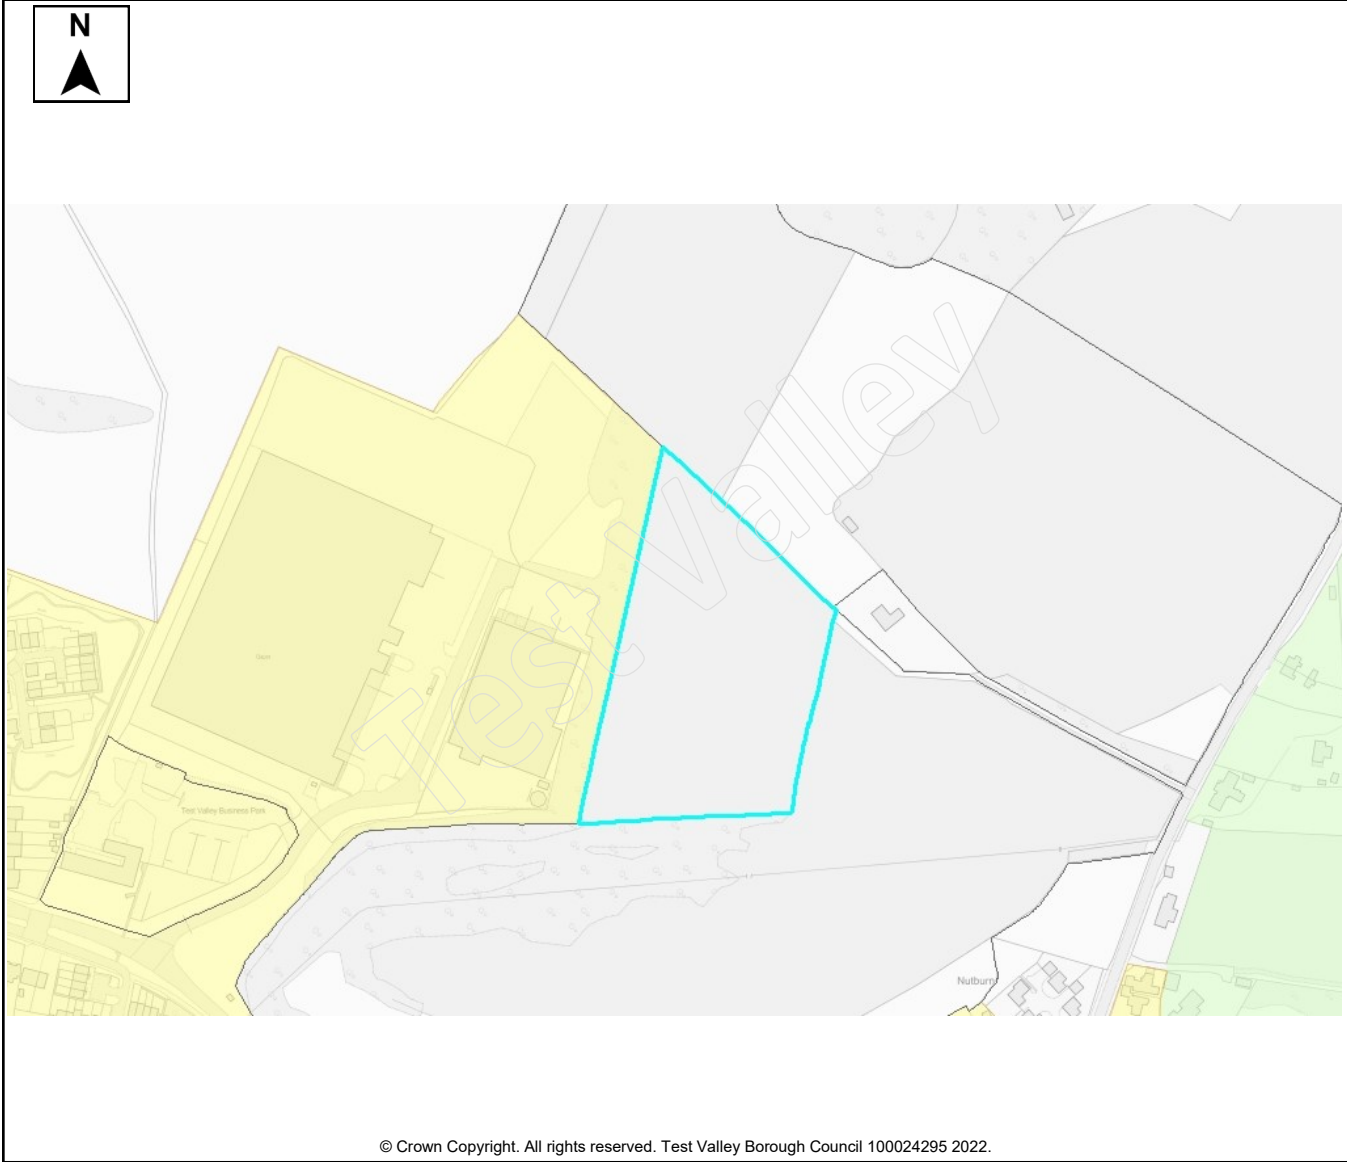 N
Test Valley
Test Valley Business Park
Nutburn
© Crown Copyright. All rights reserved. Test Valley Borough Council 100024295 2022.